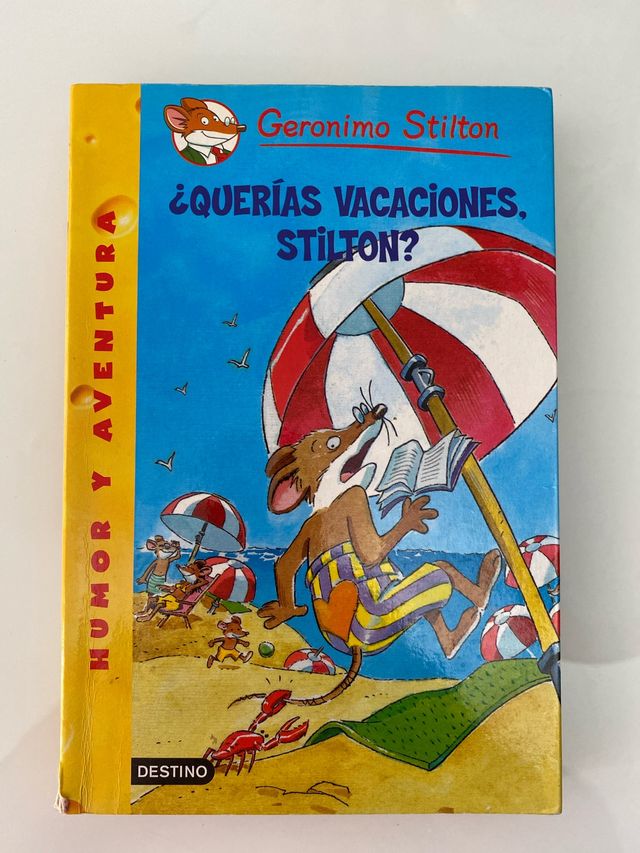 Geronimo Stilton
¿QUERÍAS VACACIONES,
STILTON?
HUMOR Y AVENTURA
DESTINO